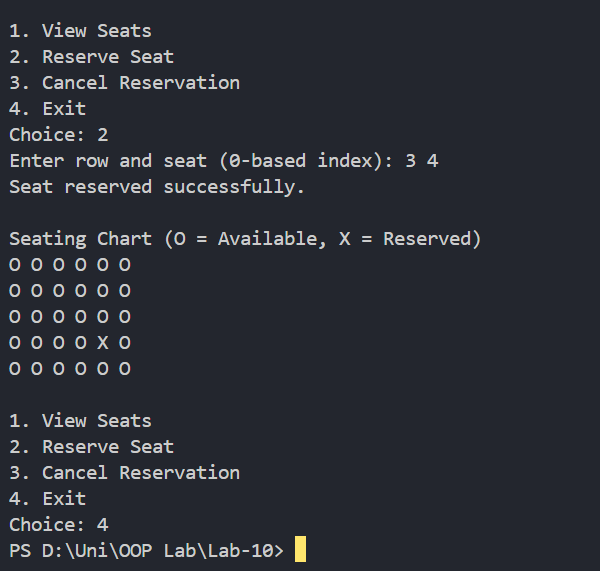 1. View Seats
2. Reserve Seat
3. Cancel Reservation
4. Exit
Choice: 2
Enter row and seat (0-based index): 3 4
Seat reserved successfully.

Seating Chart (O = Available, X = Reserved)
O O O O O O
O O O O O O
O O O O O O
O O O O X O
O O O O O O

1. View Seats
2. Reserve Seat
3. Cancel Reservation
4. Exit
Choice: 4
PS D:\Uni\OOP Lab\Lab-10>